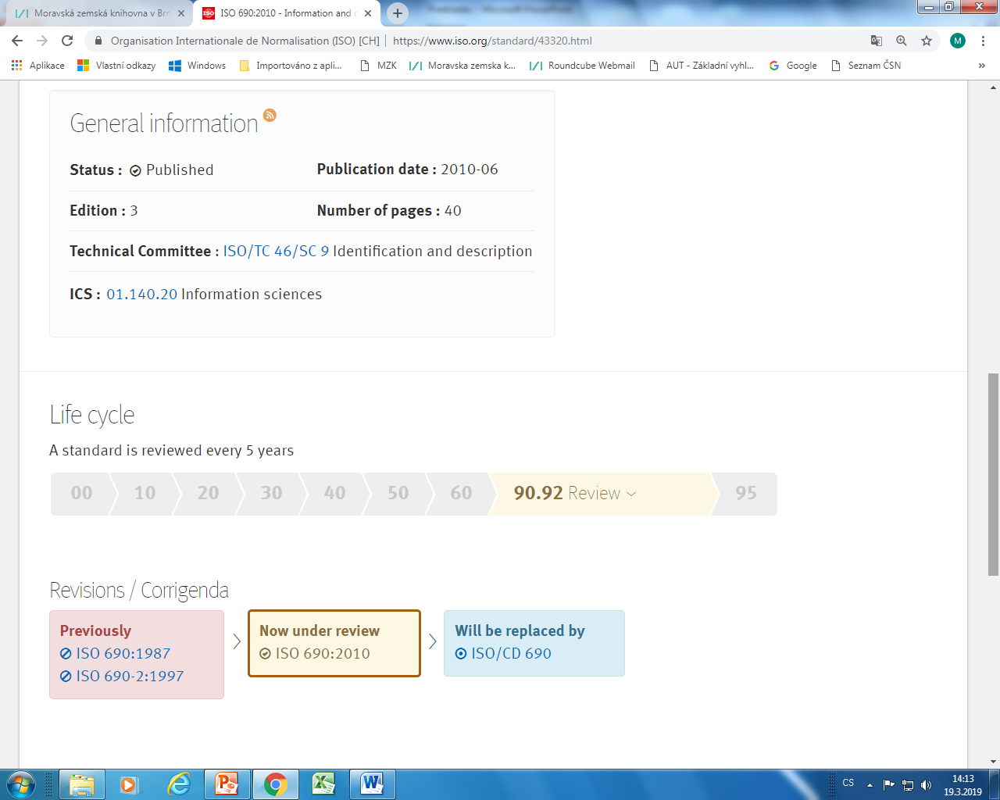 Moravská zemská knihovna v Brn
ISO 690:2010 - Information and d
Organisation Internationale de Normalisation (ISO) [CH] | https://www.iso.org/standard/43320.html
M
Aplikace Vlastní odkazy Windows Importováno z apli... MZK Moravska zemska k... Roundcube Webmail AUT - Základní vyhl... Google Seznam ČSN »
General information
Status : Published Publication date : 2010-06
Edition : 3 Number of pages : 40
Technical Committee : ISO/TC 46/SC 9 Identification and description
ICS : 01.140.20 Information sciences
Life cycle
A standard is reviewed every 5 years
00 10 20 30 40 50 60 90.92 Review 95
Revisions / Corrigenda
Previously
ISO 690:1987
ISO 690-2:1997
Now under review
ISO 690:2010
Will be replaced by
ISO/CD 690
CS
14:13
19.3.2019